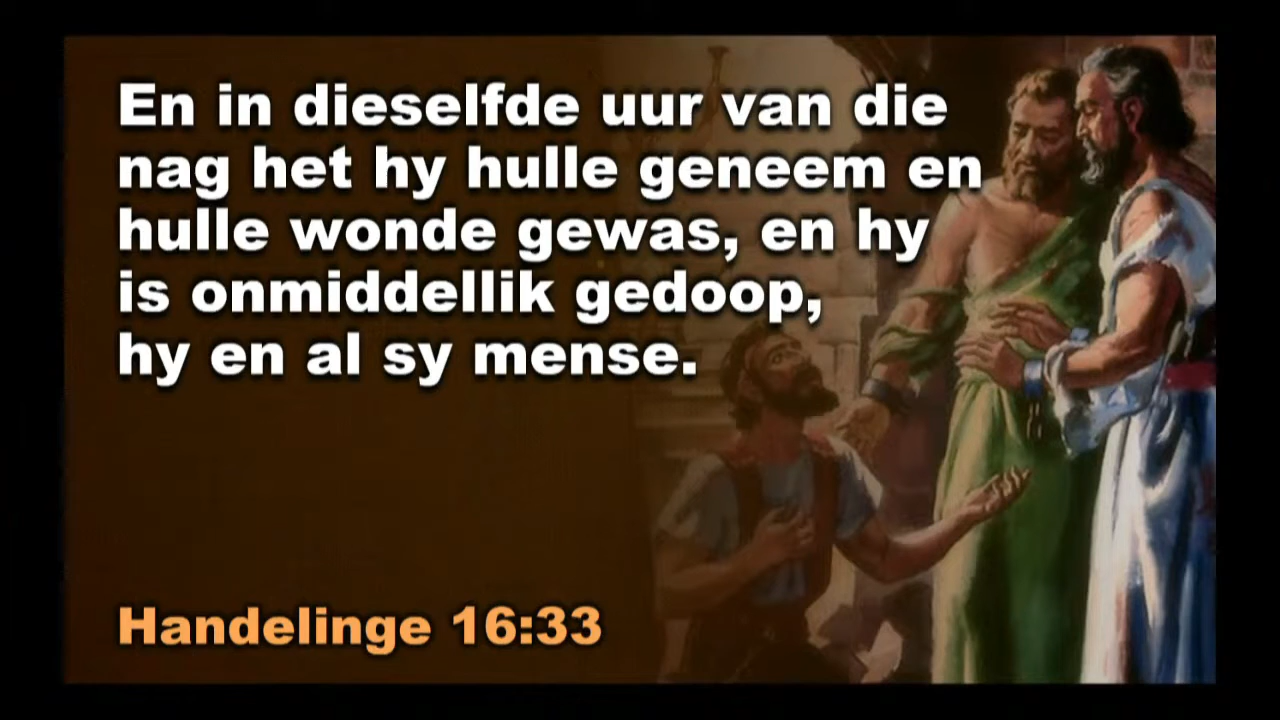 En in dieselfde uur van die
nag het hy hulle geneem en
hulle wonde gewas, en hy
is onmiddellik gedoop,
hy en al sy mense.
Handelinge 16:33